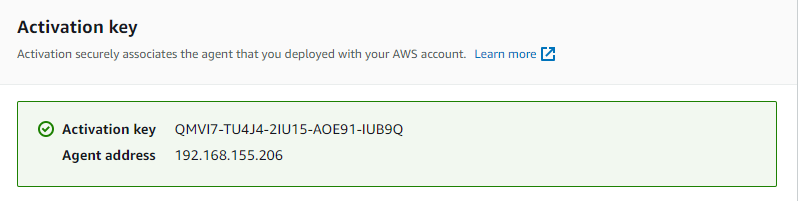 Activation key
Activation securely associates the agent that you deployed with your AWS account. Learn more
Activation key QMVI7-TU4J4-2IU15-AOE91-IUB9Q
Agent address 192.168.155.206